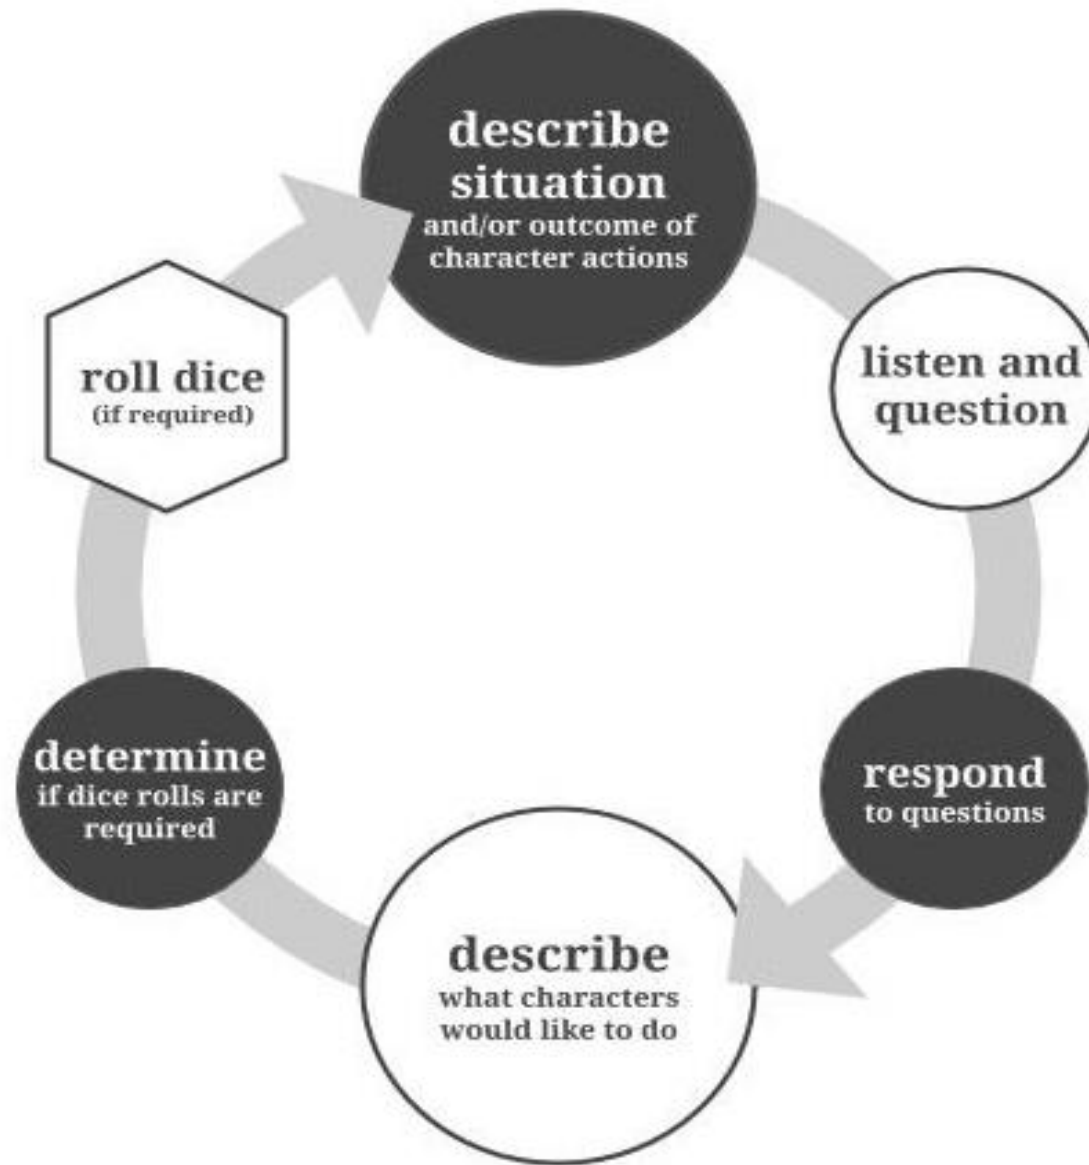 describe
situation
and/or outcome of
character actions
listen and
question
respond
to questions
describe
what characters
would like to do
determine
if dice rolls are
required
roll dice
(if required)